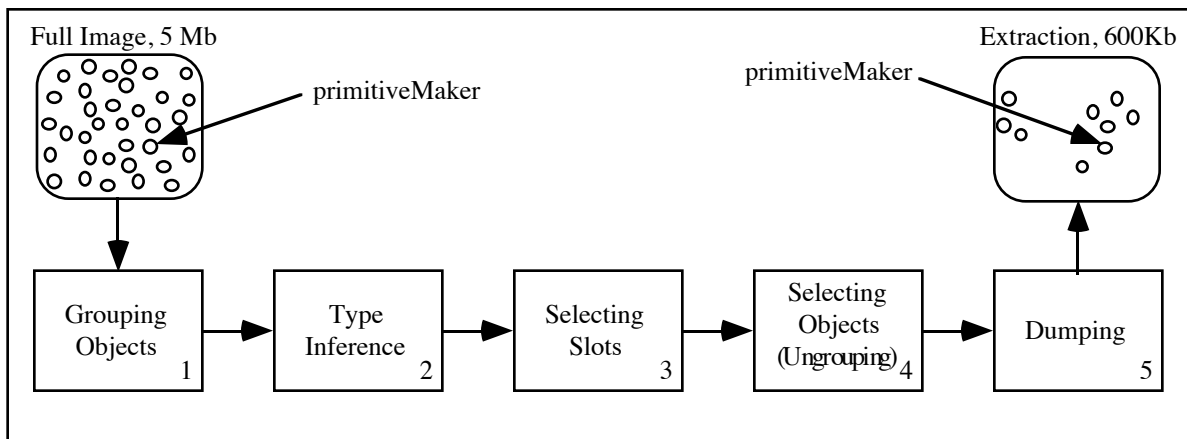 Full Image, 5 Mb
Extraction, 600Kb
primitiveMaker
primitiveMaker
Grouping
Objects
1
Type
Inference
2
Selecting
Slots
3
Selecting
Objects
(Ungrouping)
4
Dumping
5